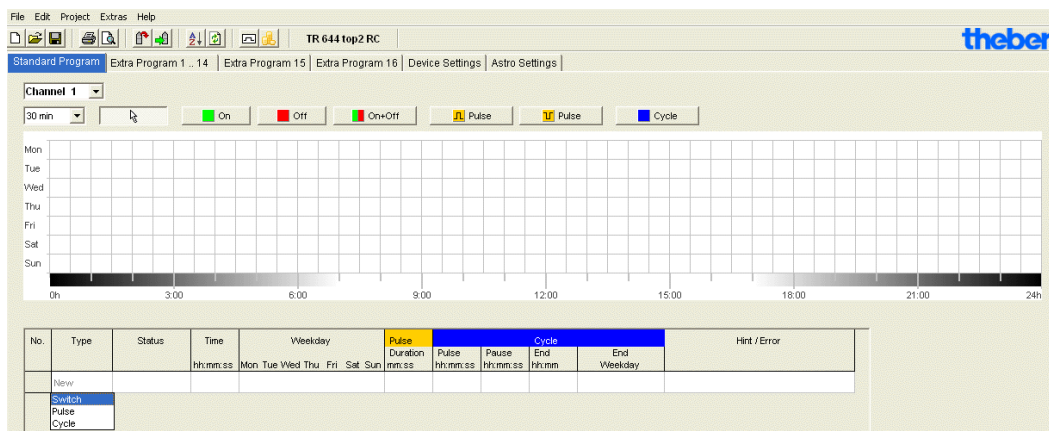 File Edit Project Extras Help
TR 644 top2 RC
theben
Standard Program Extra Program 1 .. 14 Extra Program 15 Extra Program 16 Device Settings Astro Settings
Channel 1
30 min On Off On+Off Pulse Pulse Cycle
Mon
Tue
Wed
Thu
Fri
Sat
Sun
0h 3:00 6:00 9:00 12:00 15:00 18:00 21:00 24h
No. Type Status Time Weekday Pulse Cycle Hint / Error
Duration Pulse Pause End End
hh:mm:ss Mon Tue Wed Thu Fri Sat Sun mm:ss hh:mm:ss hh:mm:ss hh:mm Weekday
New
Switch
Pulse
Cycle